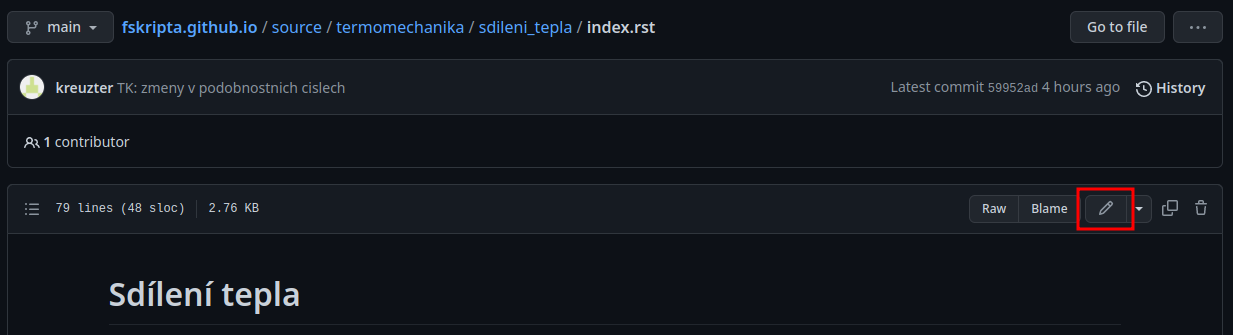 main fskripta.github.io / source / termomechanika / sdileni_tepla / index.rst Go to file ...
kreuzter TK: zmeny v podobnostnich cislech Latest commit 59952ad 4 hours ago History
1 contributor
79 lines (48 sloc) 2.76 KB Raw Blame
Sdílení tepla